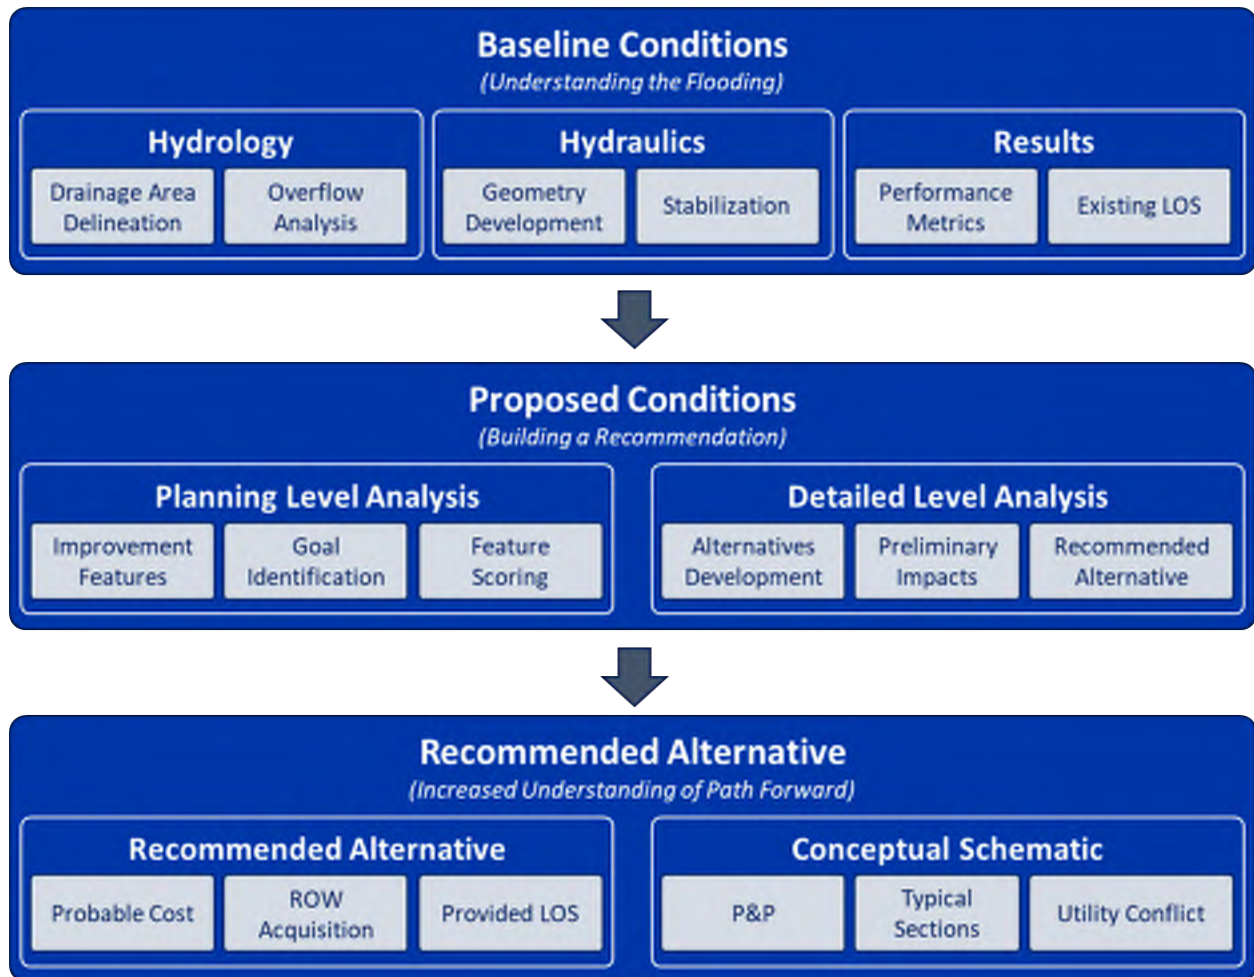 Baseline Conditions
(Understanding the Flooding)
Hydrology
Drainage Area
Delineation
Overflow
Analysis
Hydraulics
Geometry
Development
Stabilization
Results
Performance
Metrics
Existing LOS
Proposed Conditions
(Building a Recommendation)
Planning Level Analysis
Improvement
Features
Goal
Identification
Feature
Scoring
Detailed Level Analysis
Alternatives
Development
Preliminary
Impacts
Recommended
Alternative
Recommended Alternative
(Increased Understanding of Path Forward)
Recommended Alternative
Probable Cost
ROW
Acquisition
Provided LOS
Conceptual Schematic
P&P
Typical
Sections
Utility Conflict